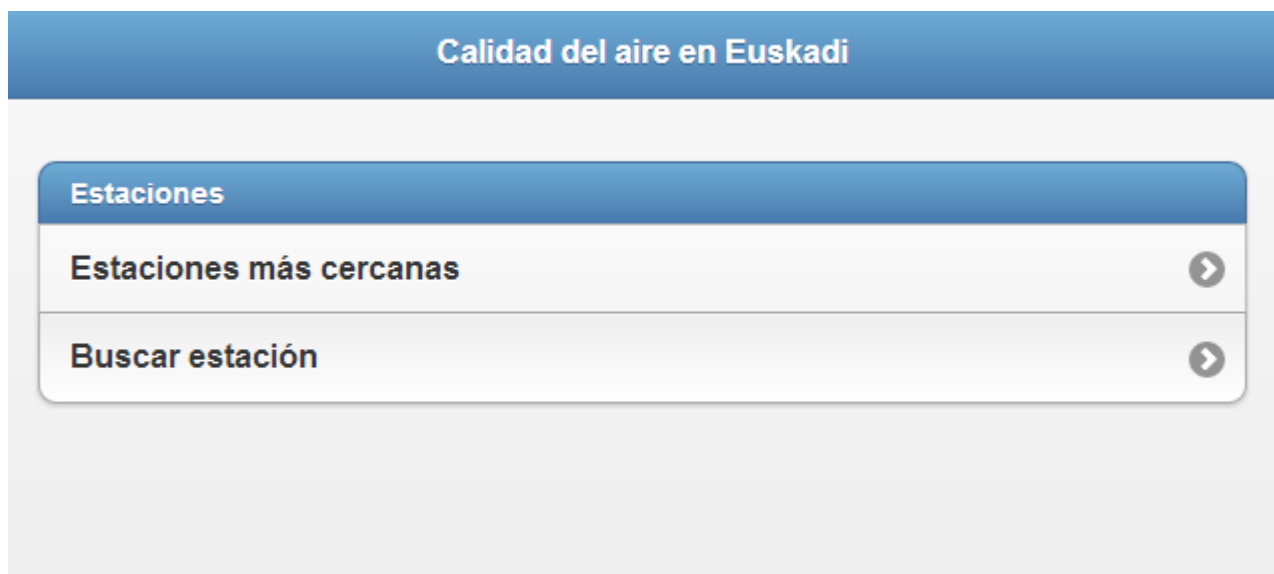 Calidad del aire en Euskadi
Estaciones
Estaciones más cercanas
Buscar estación